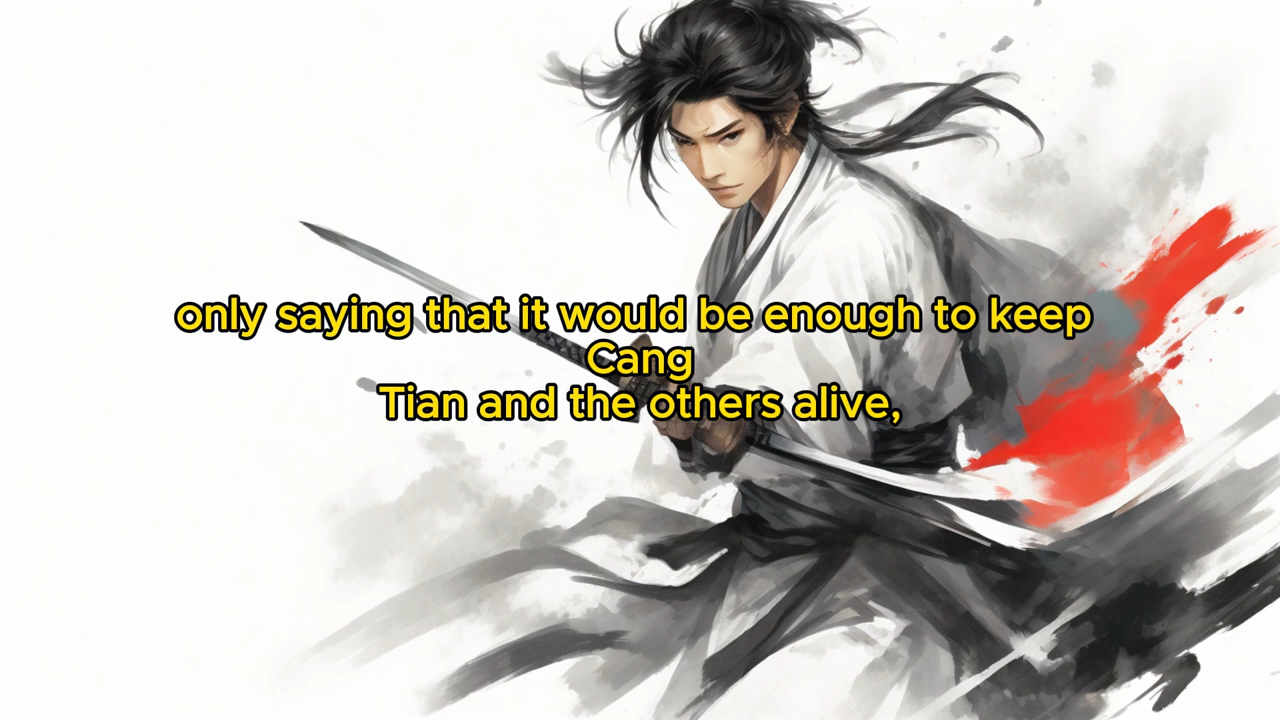 only saying that it would be enough to keep
Cang
Tian and the others alive,